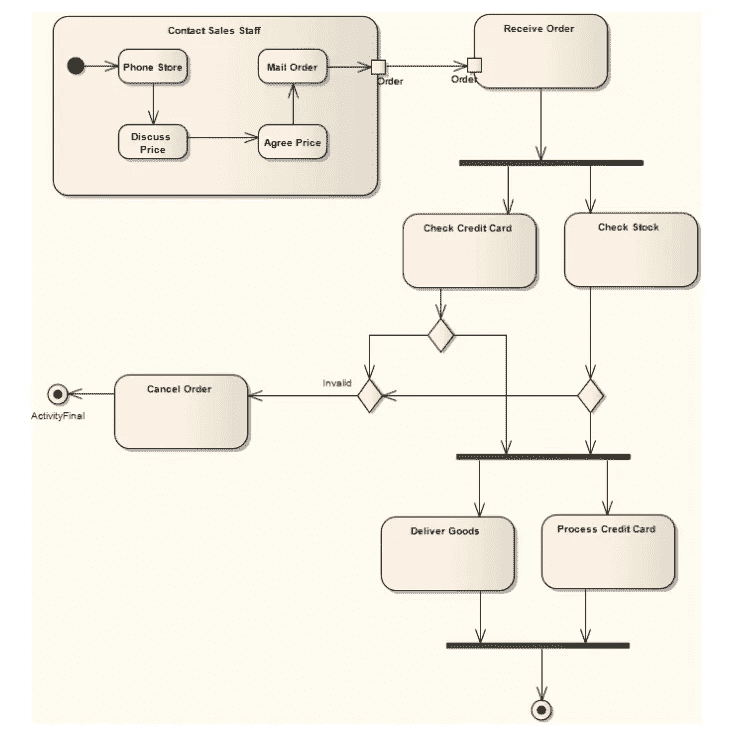 Contact Sales Staff
Receive Order
Phone Store
Mail Order
Order
Order
Discuss
Price
Agree Price
Check Credit Card
Check Stock
Invalid
Cancel Order
ActivityFinal
Deliver Goods
Process Credit Card